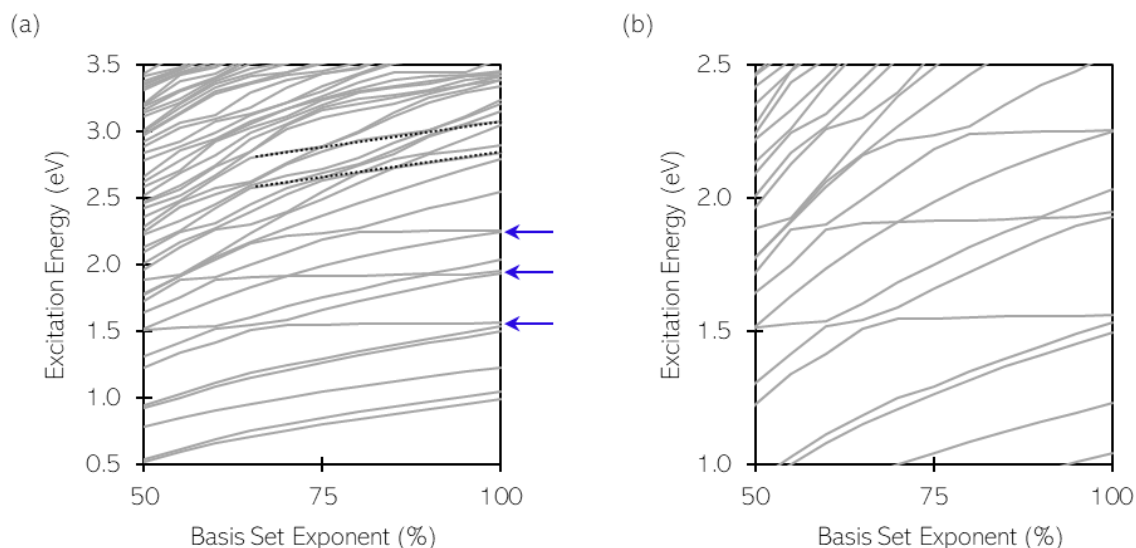 (a)
(b)
3.5
3.0
2.5
2.0
1.5
1.0
0.5
Excitation Energy (eV)
50
75
100
Basis Set Exponent (%)
2.5
2.0
1.5
1.0
Excitation Energy (eV)
50
75
100
Basis Set Exponent (%)